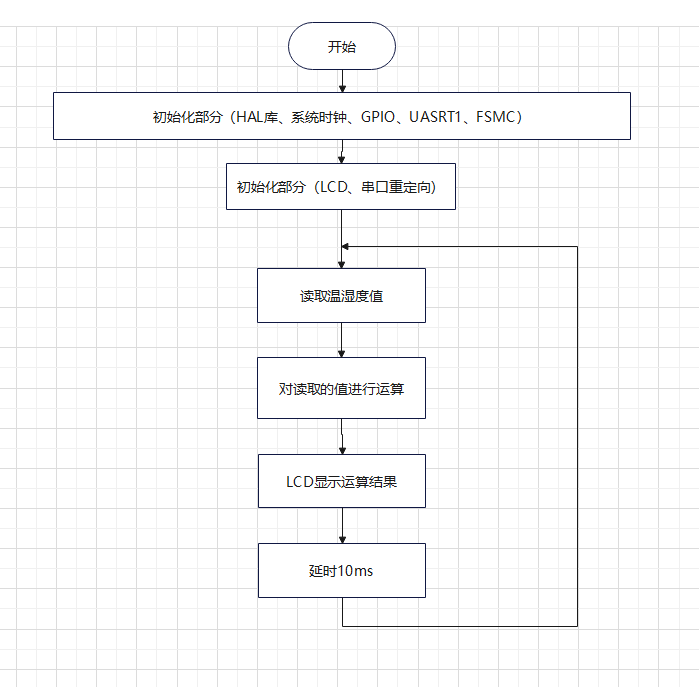 开始
初始化部分（HAL库、系统时钟、GPIO、UASRT1、FSMC）
初始化部分（LCD、串口重定向)
读取温湿度值
对读取的值进行运算
LCD显示运算结果
延时10ms